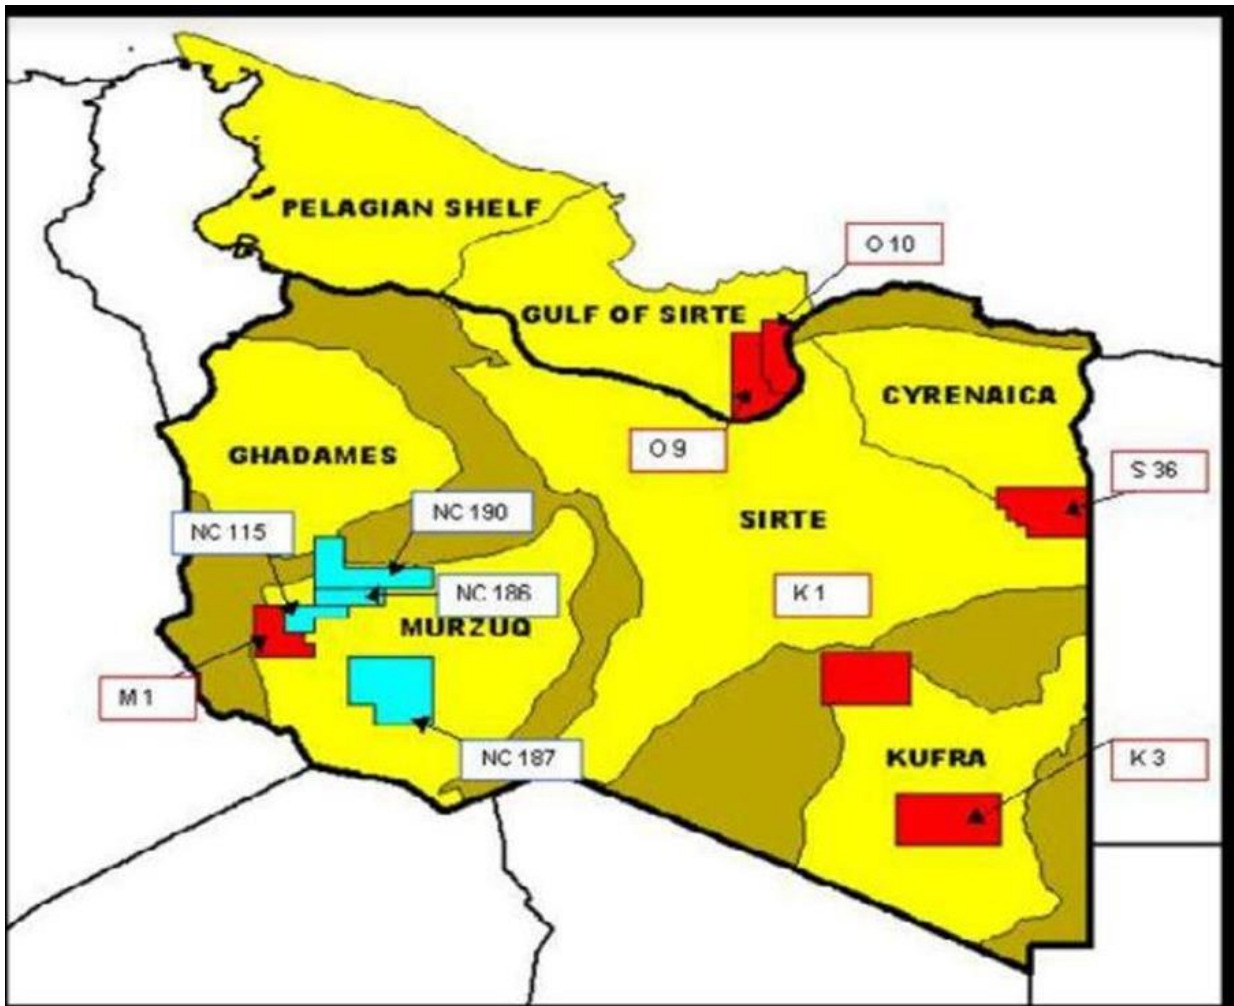 PELAGIAN SHELF
O 10
GULF OF SIRTE
CYRENAICA
O 9
GHADAMES
S 36
NC 190
NC 115
SIRTE
NC 186
K 1
MURZUQ
M 1
NC 187
KUFRA
K 3